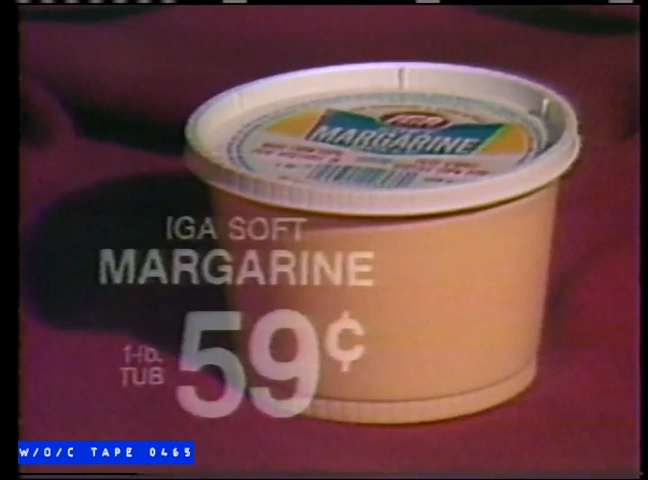 IGA
MARGARINE
IGA SOFT
MARGARINE
1-lb.
TUB
59¢
W/O/C TAPE 0465